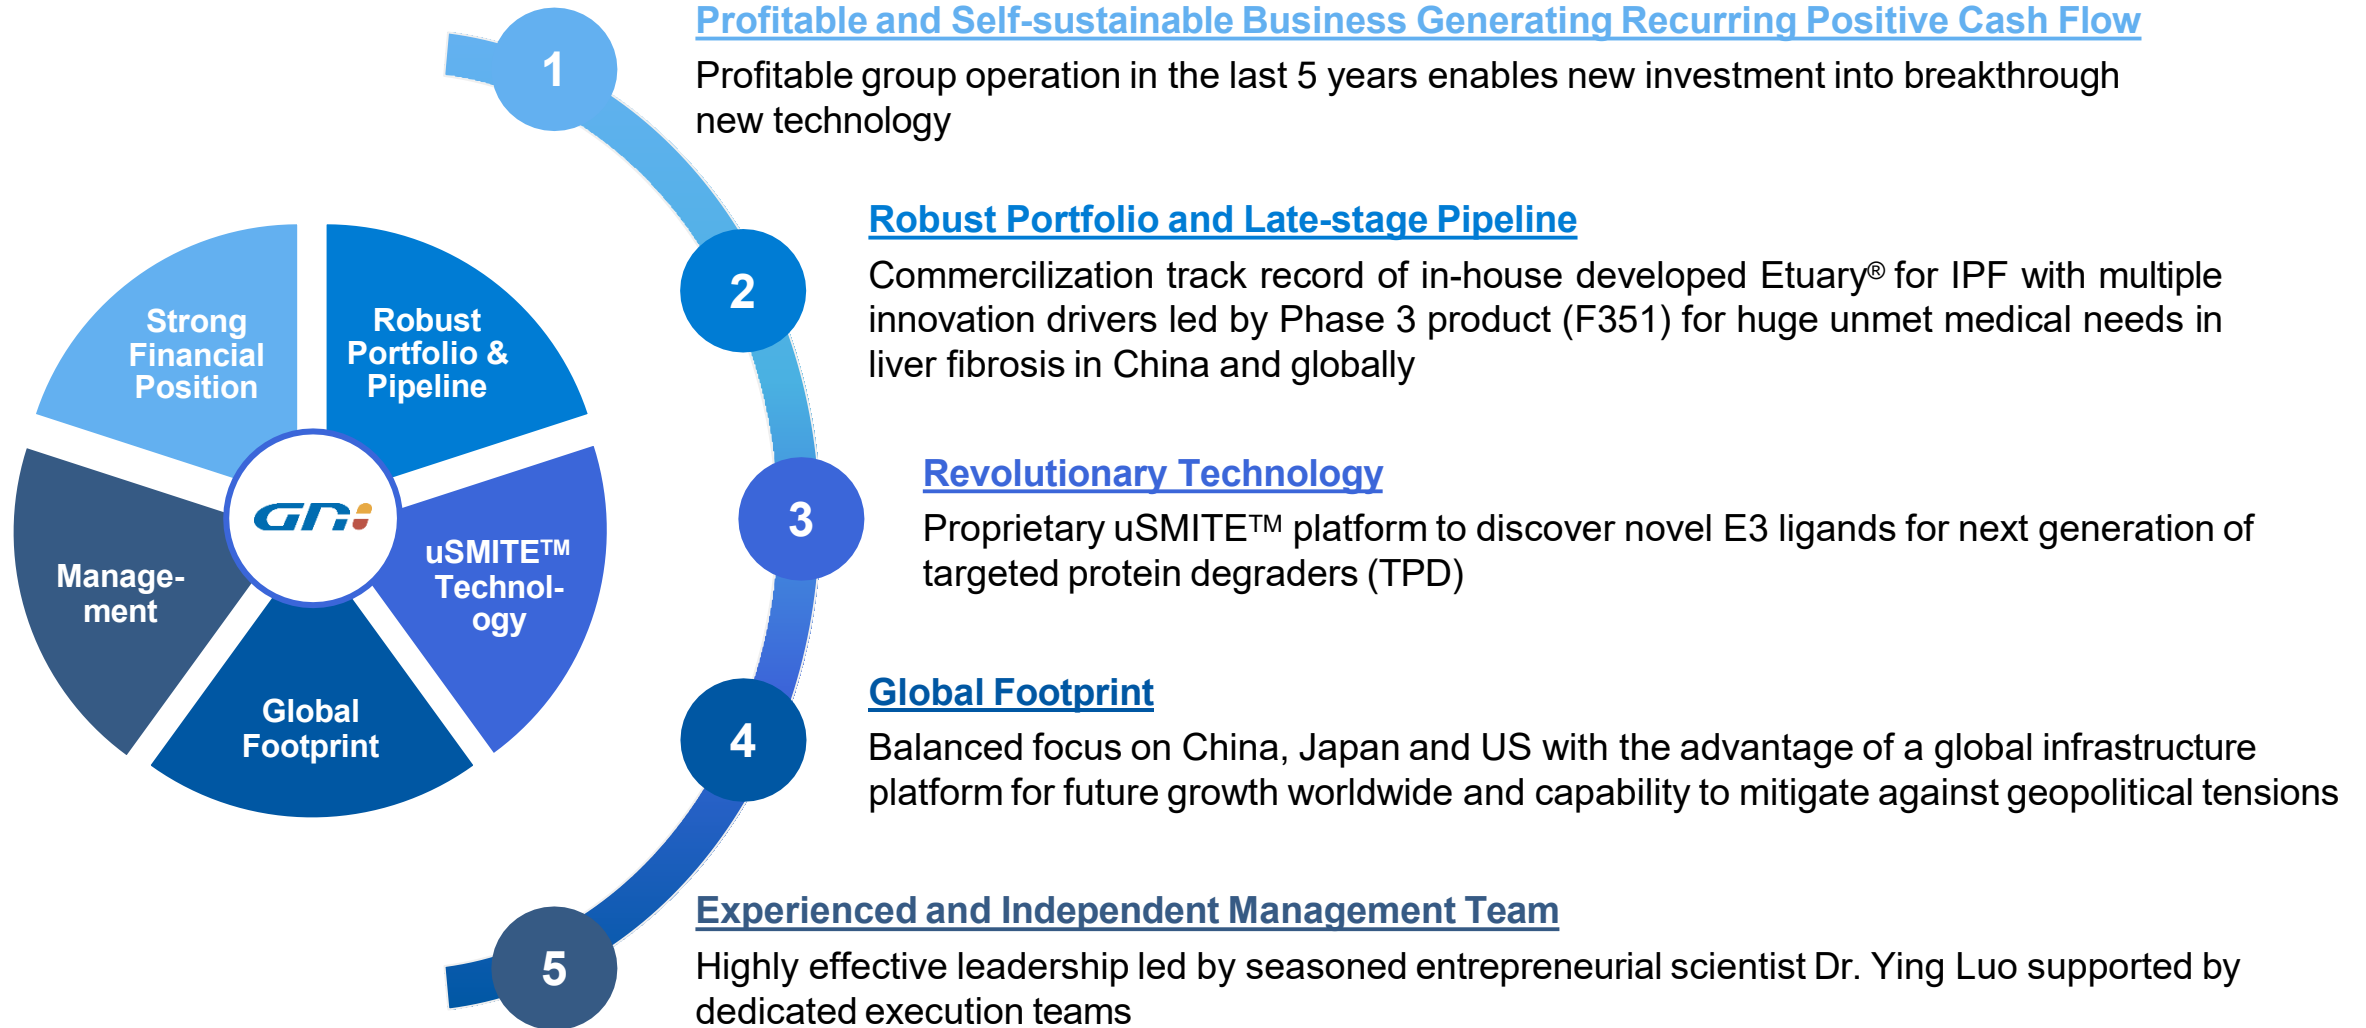 1
Profitable and Self-sustainable Business Generating Recurring Positive Cash Flow
Profitable group operation in the last 5 years enables new investment into breakthrough
new technology
2
Robust Portfolio and Late-stage Pipeline
Commercilization track record of in-house developed Etuary® for IPF with multiple
innovation drivers led by Phase 3 product (F351) for huge unmet medical needs in
liver fibrosis in China and globally
3
Revolutionary Technology
Proprietary uSMITE™ platform to discover novel E3 ligands for next generation of
targeted protein degraders (TPD)
4
Global Footprint
Balanced focus on China, Japan and US with the advantage of a global infrastructure
platform for future growth worldwide and capability to mitigate against geopolitical tensions
5
Experienced and Independent Management Team
Highly effective leadership led by seasoned entrepreneurial scientist Dr. Ying Luo supported by
dedicated execution teams
Strong
Financial
Position
Robust
Portfolio &
Pipeline
uSMITE™
Technol-
ogy
Global
Footprint
Manage-
ment
GNI